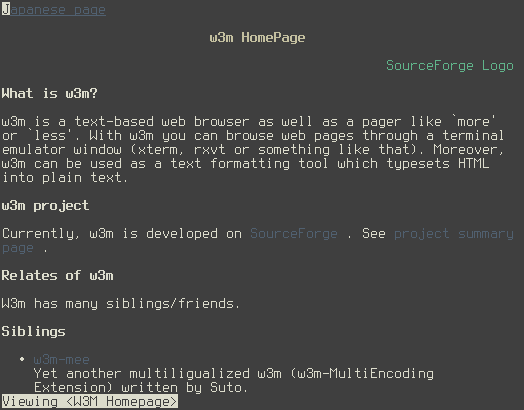 Japanese page
w3m HomePage
SourceForge Logo
What is w3m?
w3m is a text-based web browser as well as a pager like `more'
or `less'. With w3m you can browse web pages through a terminal
emulator window (xterm, rxvt or something like that). Moreover,
w3m can be used as a text formatting tool which typesets HTML
into plain text.
w3m project
Currently, w3m is developed on SourceForge . See project summary
page .
Relates of w3m
W3m has many siblings/friends.
Siblings
• w3m-mee
Yet another multiligualized w3m (w3m-MultiEncoding
Extension) written by Suto.
Viewing <W3M Homepage>